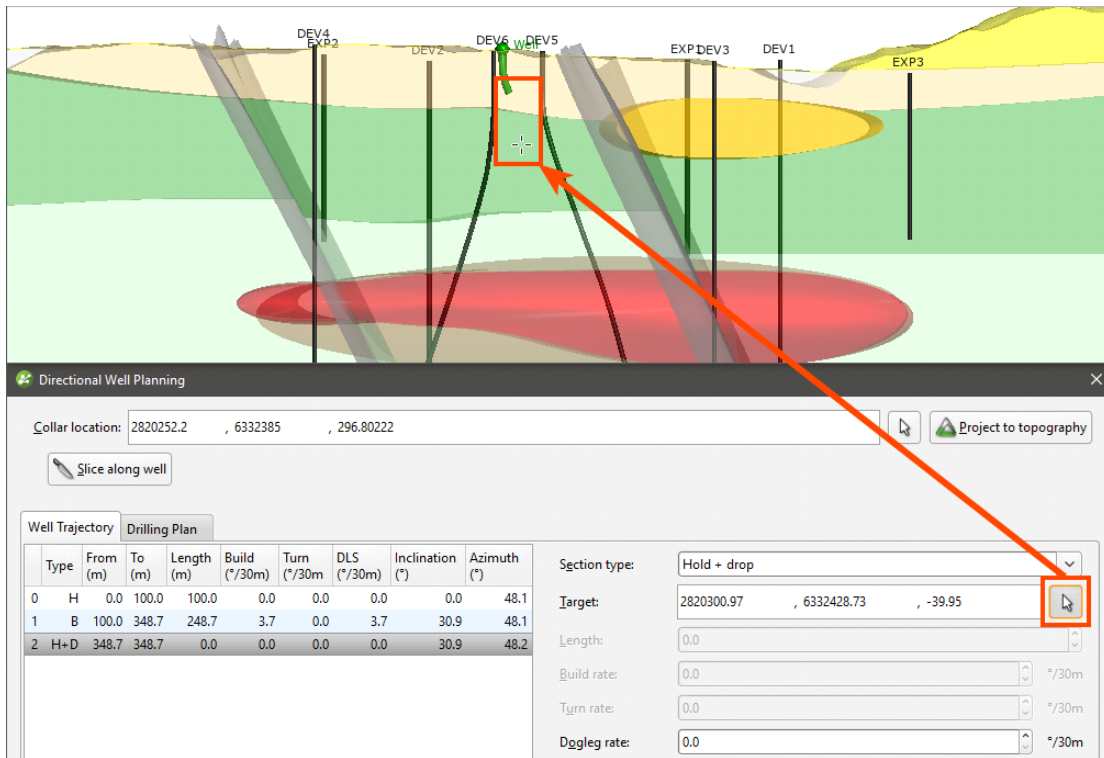 DEV4
EXP2
DEV2
DEV6
Well
DEV5
EXP1
DEV3
DEV1
EXP3
Directional Well Planning
Collar location: 2820252.2 , 6332385 , 296.80222
Project to topography
Slice along well
Well Trajectory Drilling Plan
Type From (m) To (m) Length (m) Build (°/30m) Turn (°/30m DLS (°/30m) Inclination (°) Azimuth (°)
0 H 0.0 100.0 100.0 0.0 0.0 0.0 0.0 48.1
1 B 100.0 348.7 248.7 3.7 0.0 3.7 30.9 48.1
2 H+D 348.7 348.7 0.0 0.0 0.0 0.0 30.9 48.2
Section type: Hold + drop
Target: 2820300.97 , 6332428.73 , -39.95
Length: 0.0
Build rate: 0.0 °/30m
Turn rate: 0.0 °/30m
Dogleg rate: 0.0 °/30m